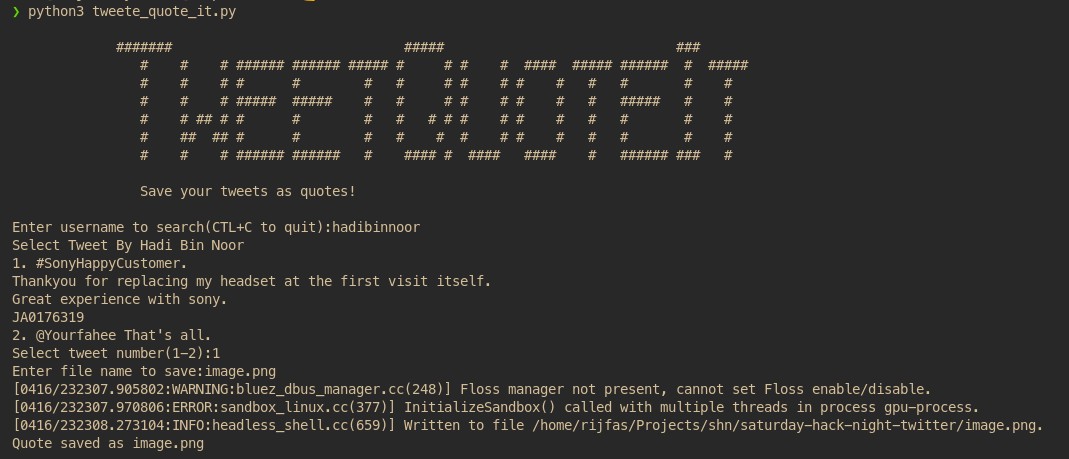 ❯ python3 tweete_quote_it.py
TweetQuoteIt
Save your tweets as quotes!
Enter username to search(CTL+C to quit):hadibinnoor
Select Tweet By Hadi Bin Noor
1. #SonyHappyCustomer.
Thankyou for replacing my headset at the first visit itself.
Great experience with sony.
JA0176319
2. @Yourfahee That's all.
Select tweet number(1-2):1
Enter file name to save:image.png
[0416/232307.905802:WARNING:bluez_dbus_manager.cc(248)] Floss manager not present, cannot set Floss enable/disable.
[0416/232307.970806:ERROR:sandbox_linux.cc(377)] InitializeSandbox() called with multiple threads in process gpu-process.
[0416/232308.273104:INFO:headless_shell.cc(659)] Written to file /home/rijfas/Projects/shn/saturday-hack-night-twitter/image.png.
Quote saved as image.png